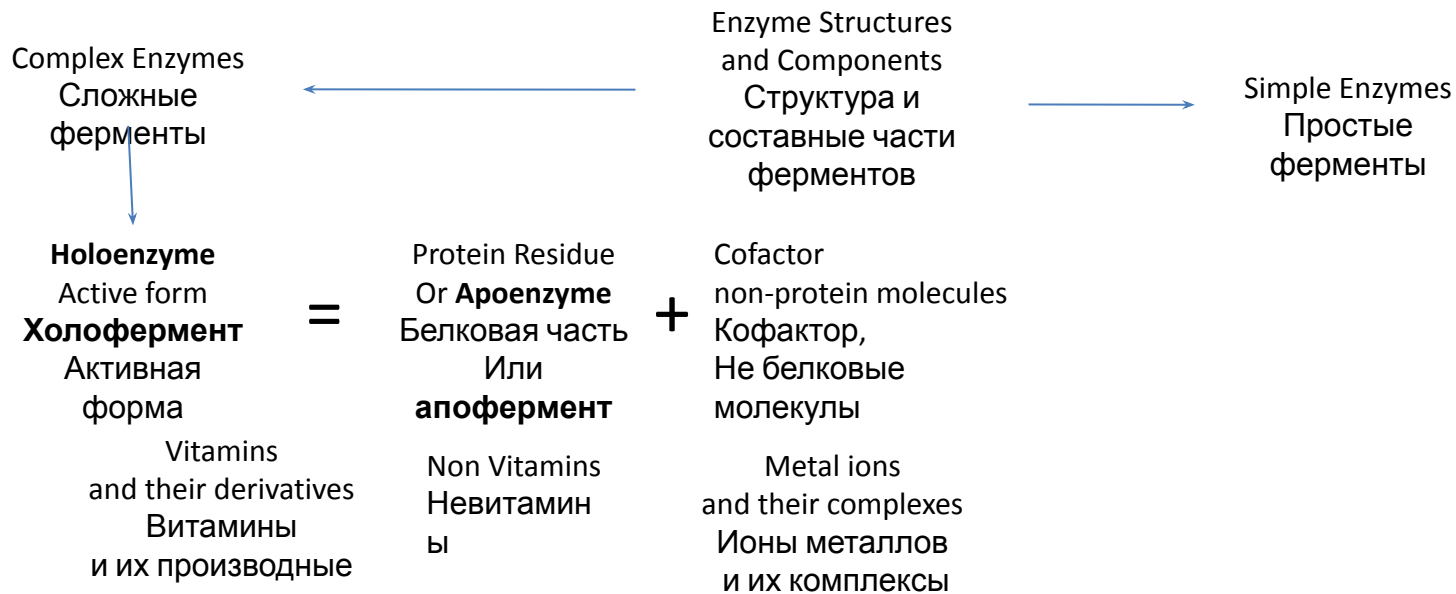 Enzyme Structures
and Components
Структура и
составные части
ферментов
Complex Enzymes
Сложные
ферменты
Simple Enzymes
Простые
ферменты
Holoenzyme
Active form
Холофермент
Активная
форма
=
Protein Residue
Or Apoenzyme
Белковая часть
Или
апофермент
+
Cofactor
non-protein molecules
Кофактор,
Не белковые
молекулы
Vitamins
and their derivatives
Витамины
и их производные
Non Vitamins
Невитамин
ы
Metal ions
and their complexes
Ионы металлов
и их комплексы